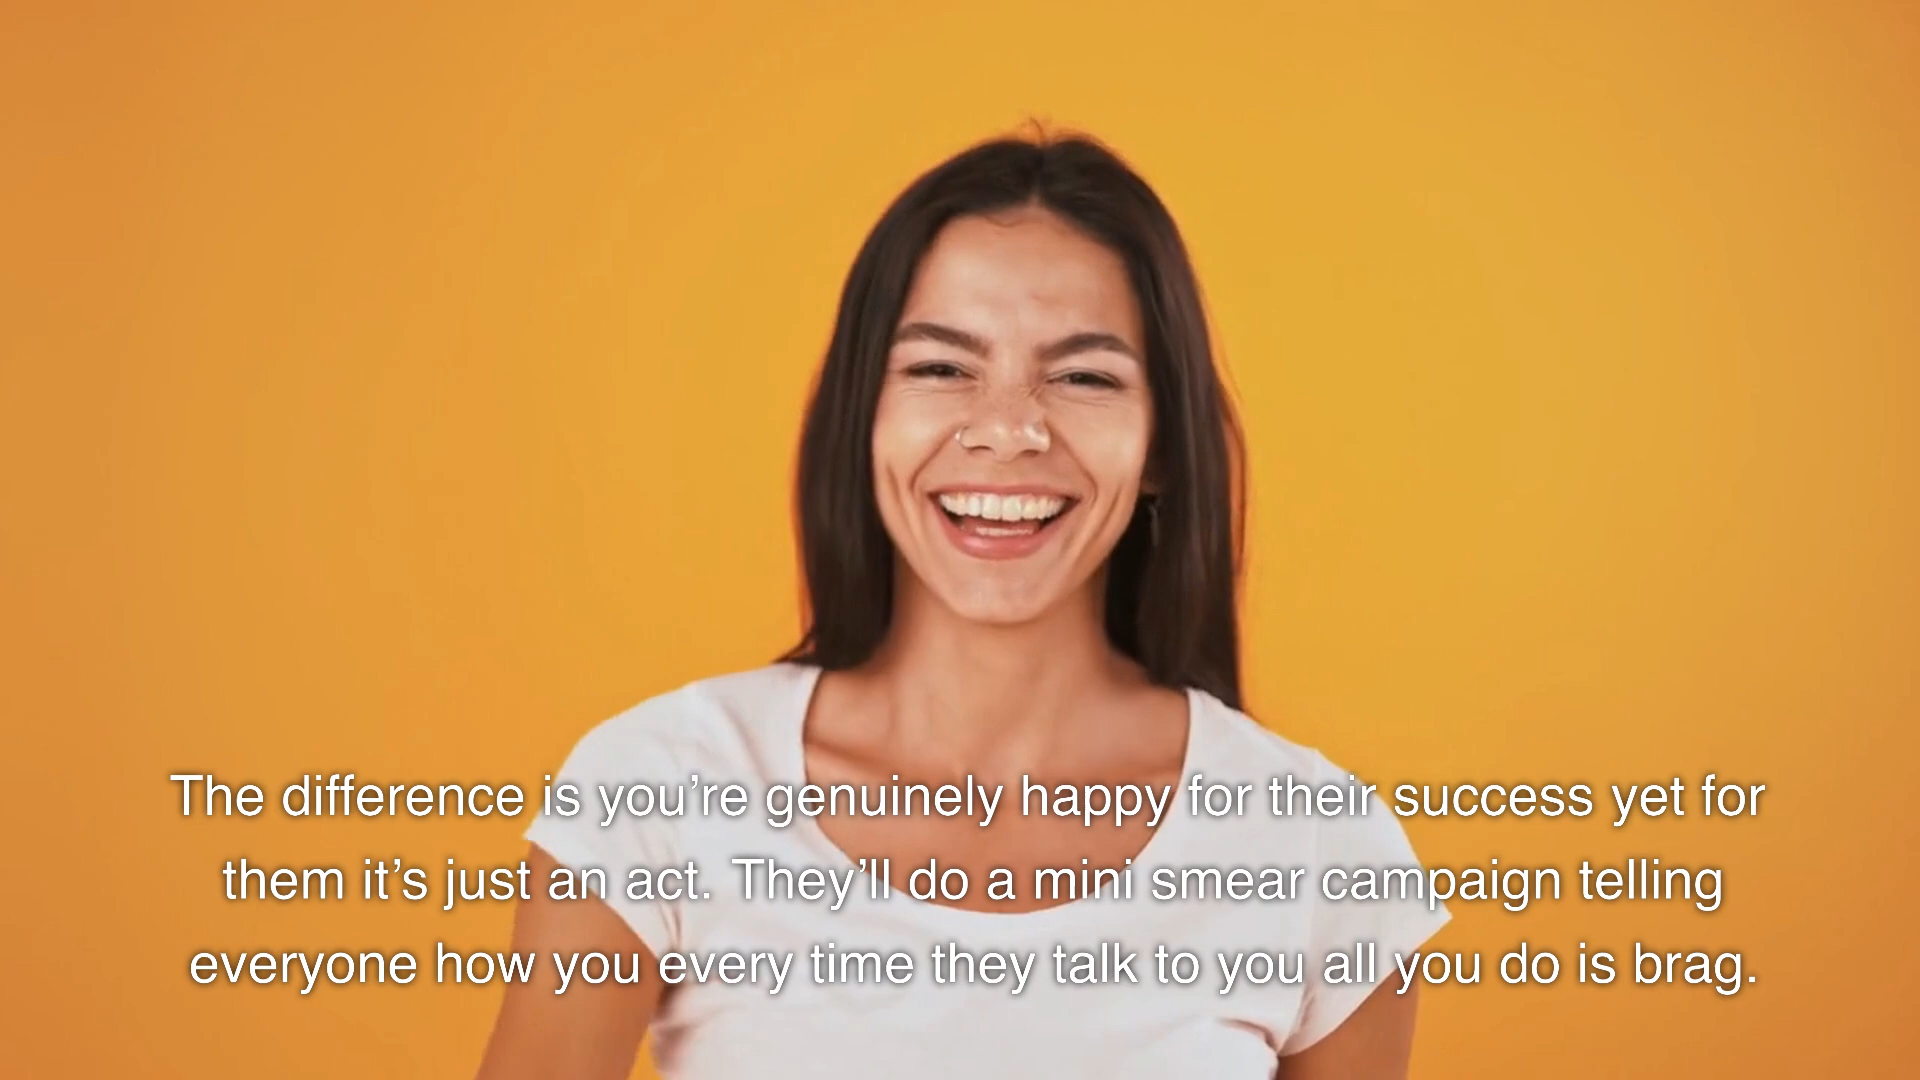 The difference is you’re genuinely happy for their success yet for
them it’s just an act. They’ll do a mini smear campaign telling
everyone how you every time they talk to you all you do is brag.